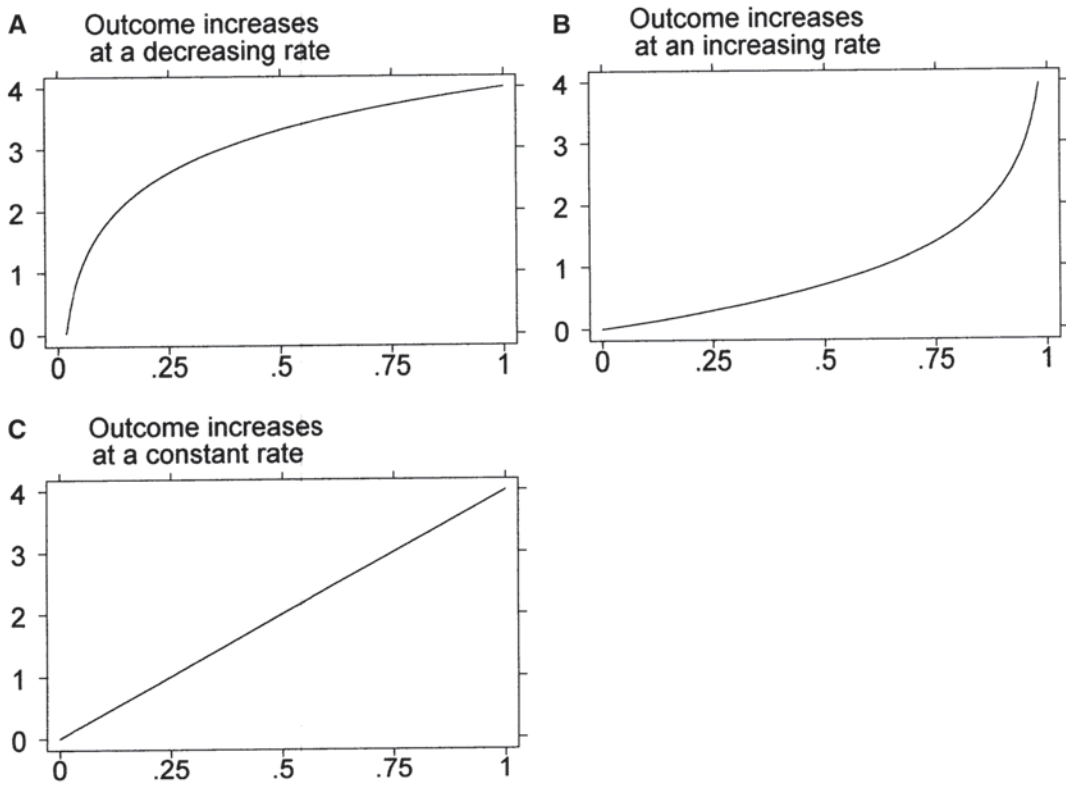 A
Outcome increases
at a decreasing rate
4
3
2
1
0
0 .25 .5 .75 1
B
Outcome increases
at an increasing rate
4
3
2
1
0
0 .25 .5 .75 1
C
Outcome increases
at a constant rate
4
3
2
1
0
0 .25 .5 .75 1